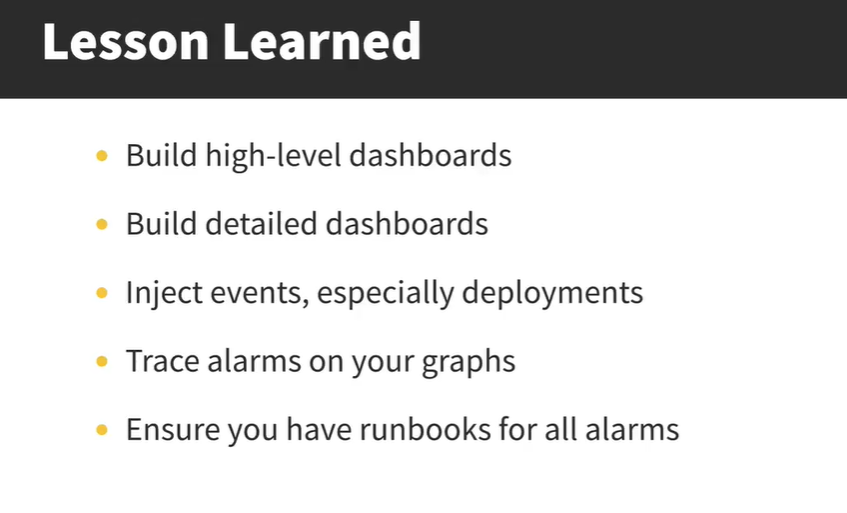 Lesson Learned
Build high-level dashboards
Build detailed dashboards
Inject events, especially deployments
Trace alarms on your graphs
Ensure you have runbooks for all alarms